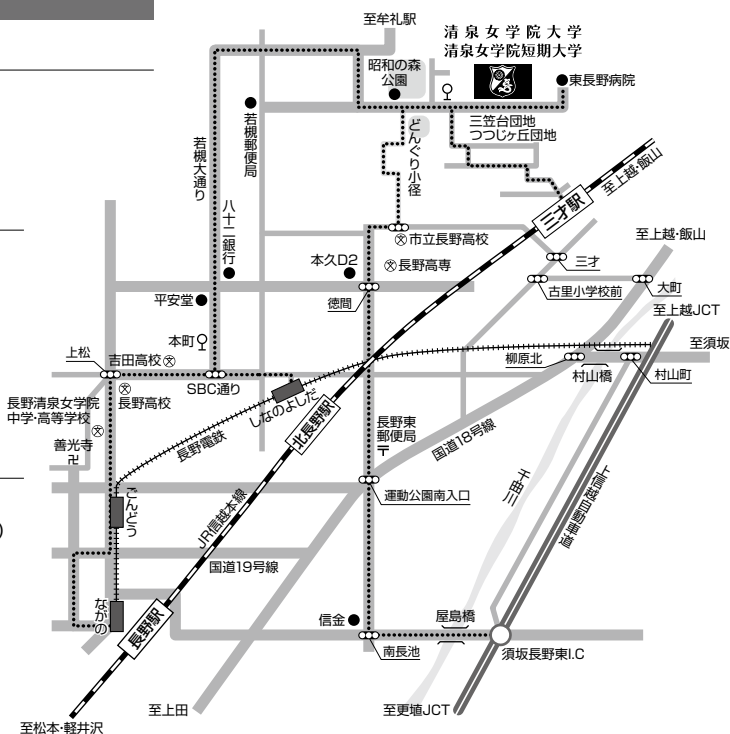 至牟礼駅
清泉女学院大学
清泉女学院短期大学
昭和の森
公園
東長野病院
若槻郵便局
三笠台団地
つつじヶ丘団地
どんぐり小径
若槻大通り
至上越・飯山
三才駅
八十二銀行
市立長野高校
至上越・飯山
本久D2
長野高専
三才
古里小学校前
大町
平安堂
徳間
至上越JCT
本町
至須坂
上松
吉田高校
柳原北
村山橋
村山町
SBC通り
長野高校
しなのよしだ
長野清泉女学院
中学・高等学校
北長野駅
長野東
郵便局
〒
善光寺
卍
長野電鉄
国道18号線
千曲川
上信越自動車道
ごんどう
運動公園南入口
JR信越本線
国道19号線
)
ながの
長野駅
信金
屋島橋
南長池
須坂長野東I.C
至上田
至更埴JCT
至松本・軽井沢